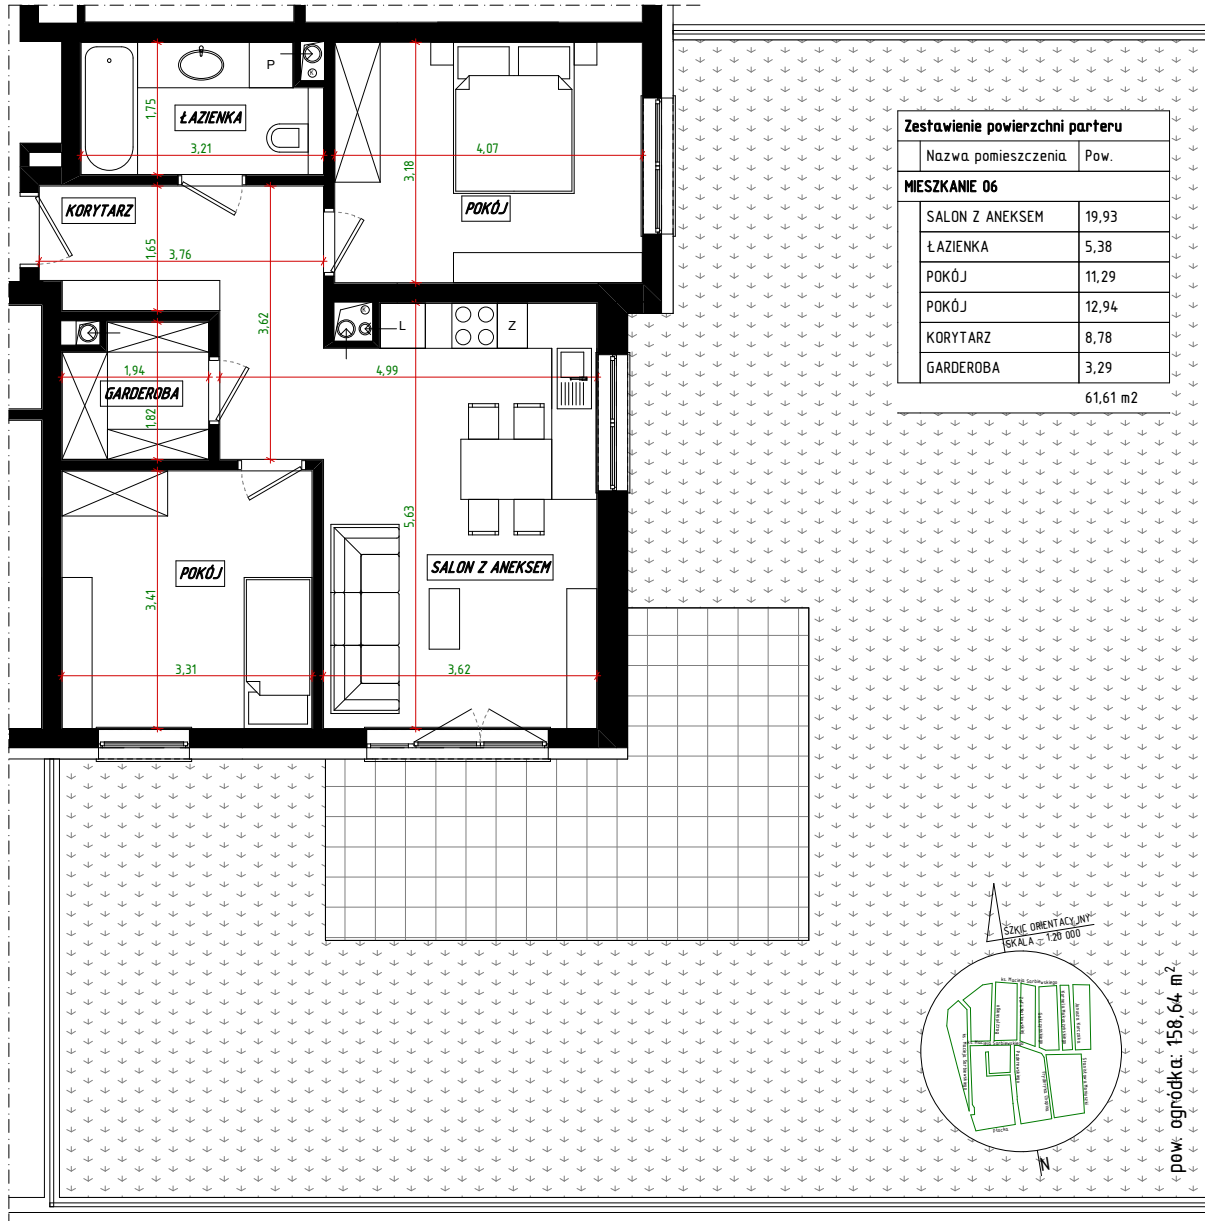 P
ŁAZIENKA
1,75
3,21
4,07
3,18
POKÓJ
KORYTARZ
1,65
3,76
3,62
L
Z
1,94
4,99
GARDEROBA
1,82
5,63
POKÓJ
SALON Z ANEKSEM
3,41
3,31
3,62
Zestawienie powierzchni parteru
Nazwa pomieszczenia Pow.
MIESZKANIE 06
SALON Z ANEKSEM 19,93
ŁAZIENKA 5,38
POKÓJ 11,29
POKÓJ 12,94
KORYTARZ 8,78
GARDEROBA 3,29
61,61 m2
SZKIC ORIENTACYJNY
SKALA - 1:20 000
ks. Macieja Sarbiewskiego
Płocka
N
pow. ogródka: 158,64 m²